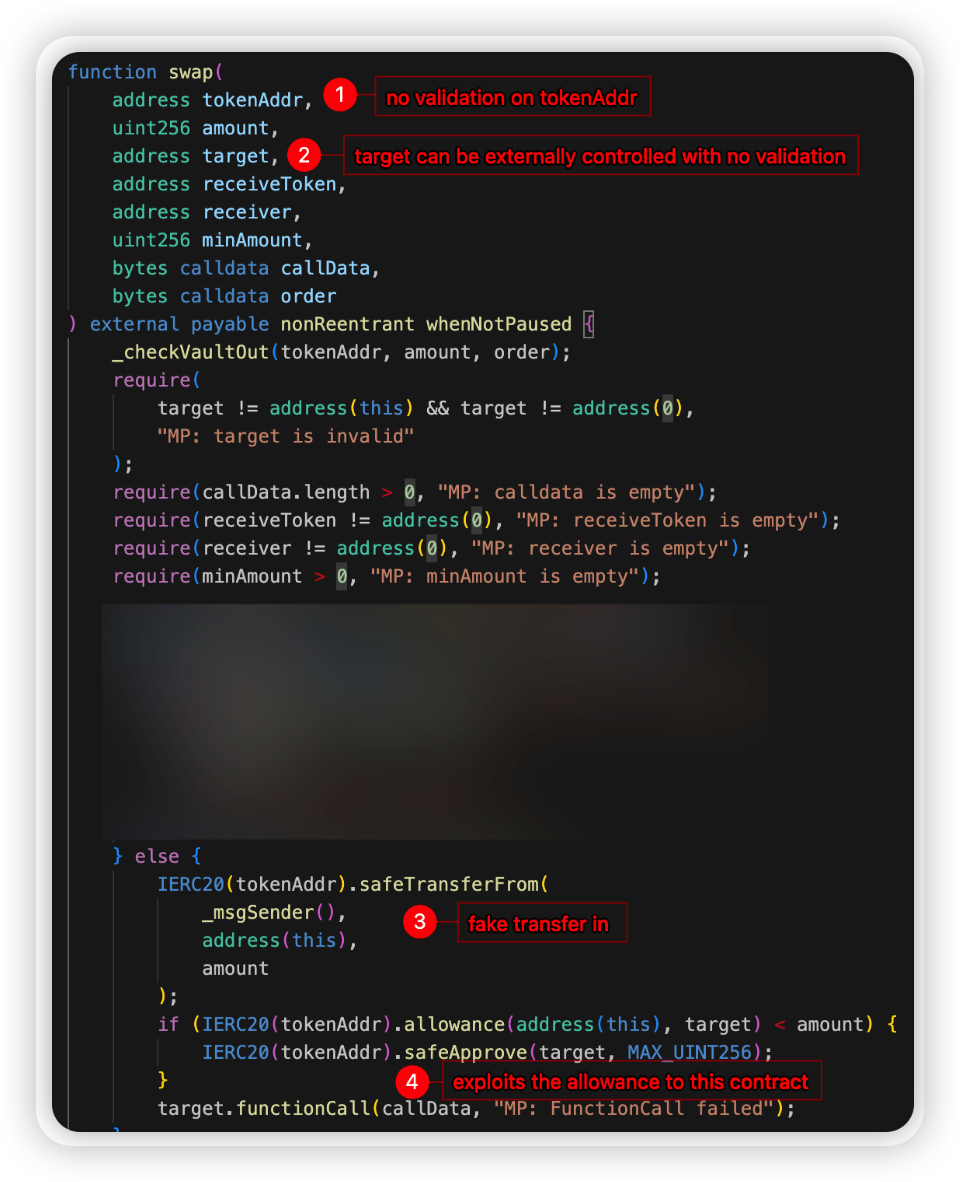 function swap(
address tokenAddr, 1 no validation on tokenAddr
uint256 amount,
address target, 2 target can be externally controlled with no validation
address receiveToken,
address receiver,
uint256 minAmount,
bytes calldata callData,
bytes calldata order
) external payable nonReentrant whenNotPaused {
_checkVaultOut(tokenAddr, amount, order);
require(
target != address(this) && target != address(0),
"MP: target is invalid"
);
require(callData.length > 0, "MP: calldata is empty");
require(receiveToken != address(0), "MP: receiveToken is empty");
require(receiver != address(0), "MP: receiver is empty");
require(minAmount > 0, "MP: minAmount is empty");
} else {
IERC20(tokenAddr).safeTransferFrom(
_msgSender(),
address(this), 3 fake transfer in
amount
);
if (IERC20(tokenAddr).allowance(address(this), target) < amount) {
IERC20(tokenAddr).safeApprove(target, MAX_UINT256);
} 4 exploits the allowance to this contract
target.functionCall(callData, "MP: FunctionCall failed");